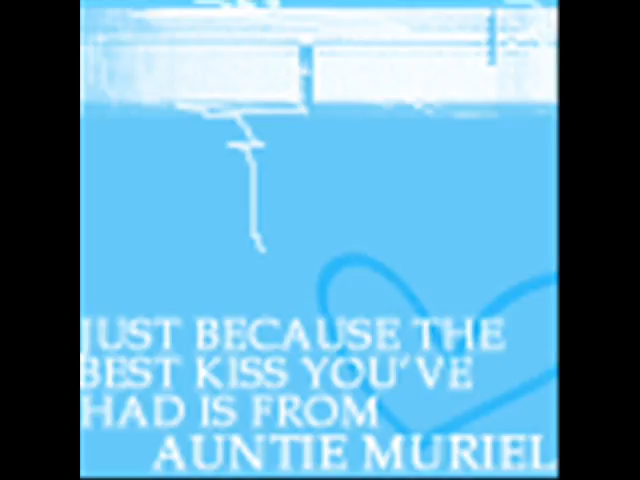 JUST BECAUSE THE
BEST KISS YOU'VE
HAD IS FROM
AUNTIE MURIEL